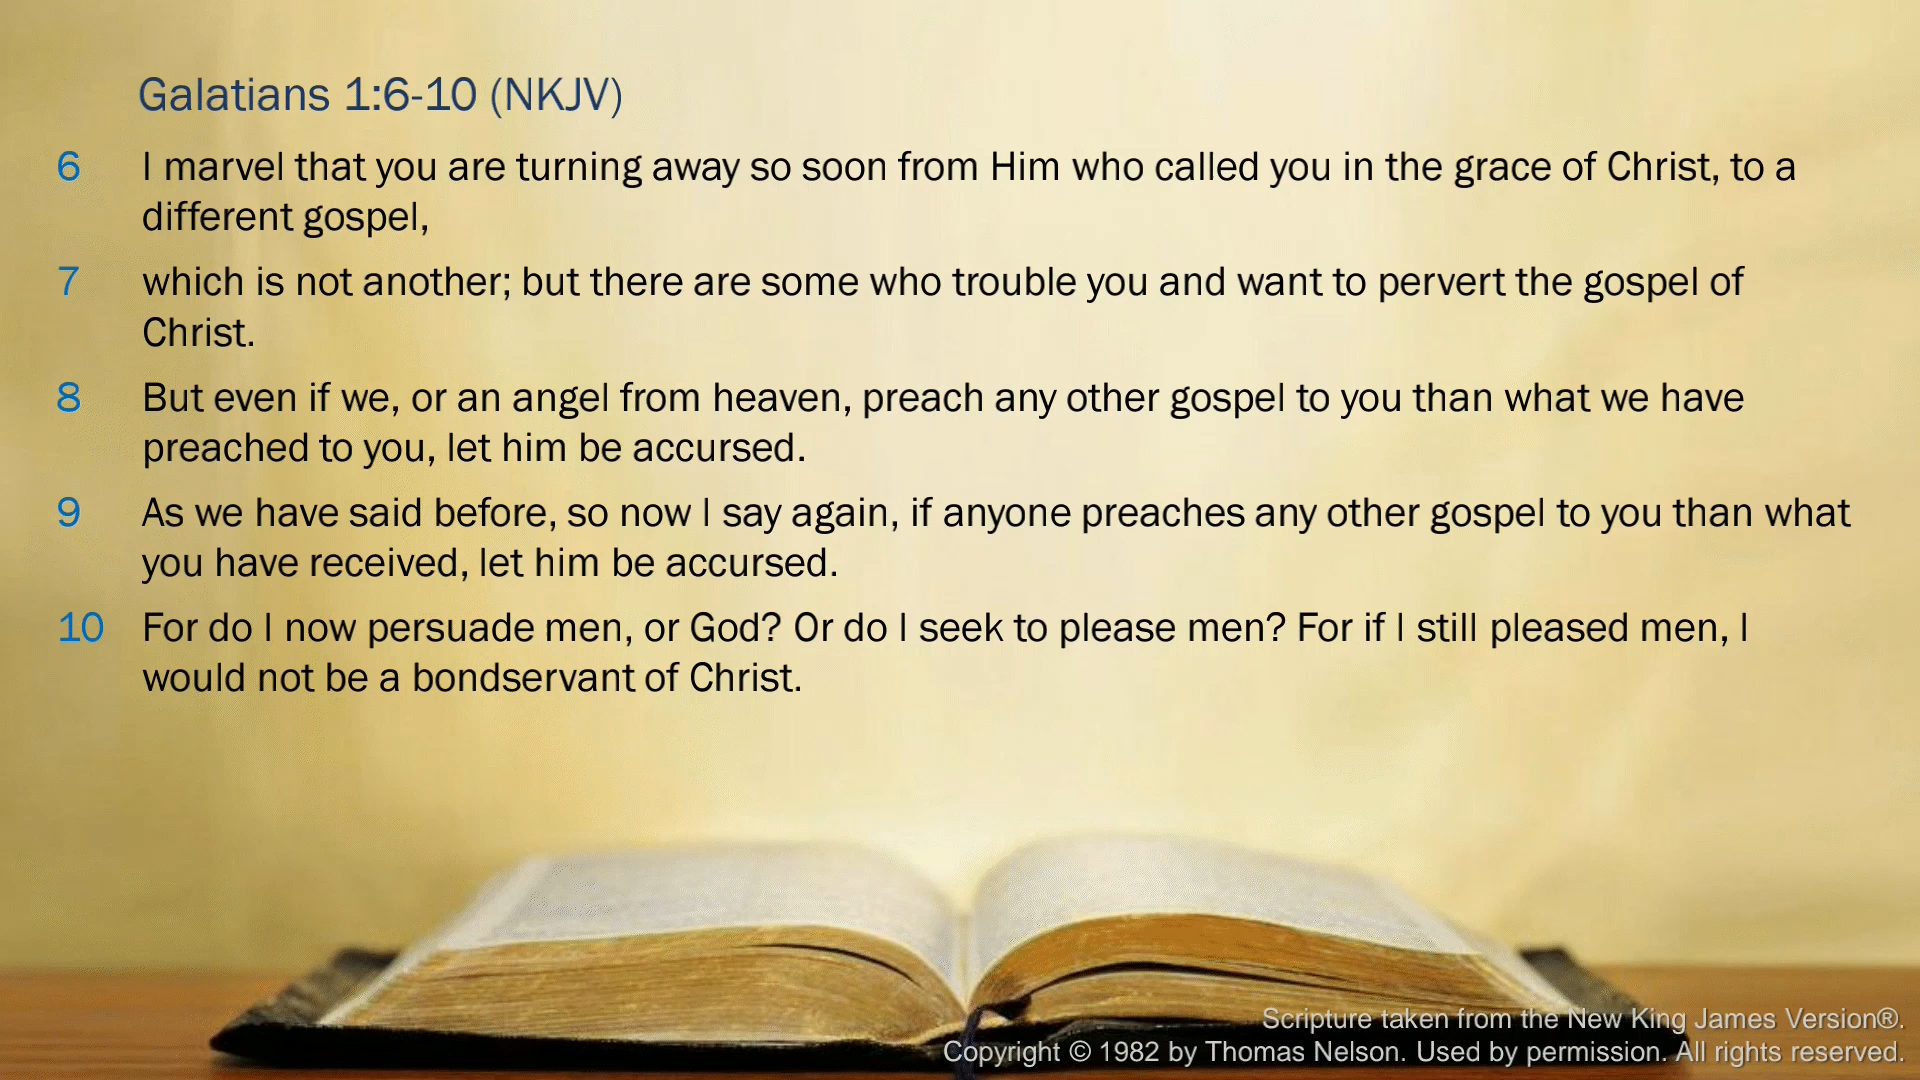 Galatians 1:6-10 (NKJV)
6 I marvel that you are turning away so soon from Him who called you in the grace of Christ, to a
different gospel,
7 which is not another; but there are some who trouble you and want to pervert the gospel of
Christ.
8 But even if we, or an angel from heaven, preach any other gospel to you than what we have
preached to you, let him be accursed.
9 As we have said before, so now I say again, if anyone preaches any other gospel to you than what
you have received, let him be accursed.
10 For do I now persuade men, or God? Or do I seek to please men? For if I still pleased men, I
would not be a bondservant of Christ.
Scripture taken from the New King James Version®.
Copyright © 1982 by Thomas Nelson. Used by permission. All rights reserved.